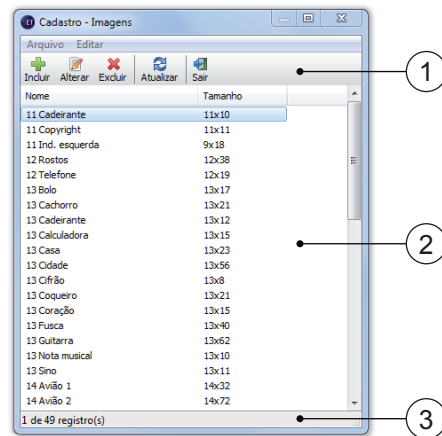 Cadastro - Imagens
Arquivo Editar
Incluir Alterar Excluir Atualizar Sair
1
Nome Tamanho
11 Cadeirante 11x10
11 Copyright 11x11
11 Ind. esquerda 9x18
12 Rostos 12x38
12 Telefone 12x19
13 Bolo 13x17
13 Cachorro 13x21
13 Cadeirante 13x12
13 Calculadora 13x15
13 Casa 13x23
2
13 Cidade 13x56
13 Cifrão 13x8
13 Coqueiro 13x21
13 Coração 13x15
13 Fusca 13x40
13 Guitarra 13x62
13 Nota musical 13x10
13 Sino 13x11
14 Avião 1 14x32
14 Avião 2 14x72
1 de 49 registro(s)
3